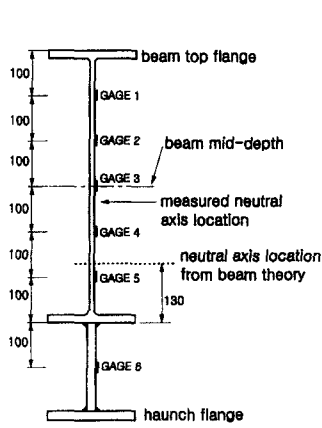 beam top flange
100
GAGE 1
100
GAGE 2
beam mid-depth
100
GAGE 3
measured neutral
axis location
100
GAGE 4
neutral axis location
from beam theory
100
GAGE 5
130
100
100
GAGE 6
haunch flange